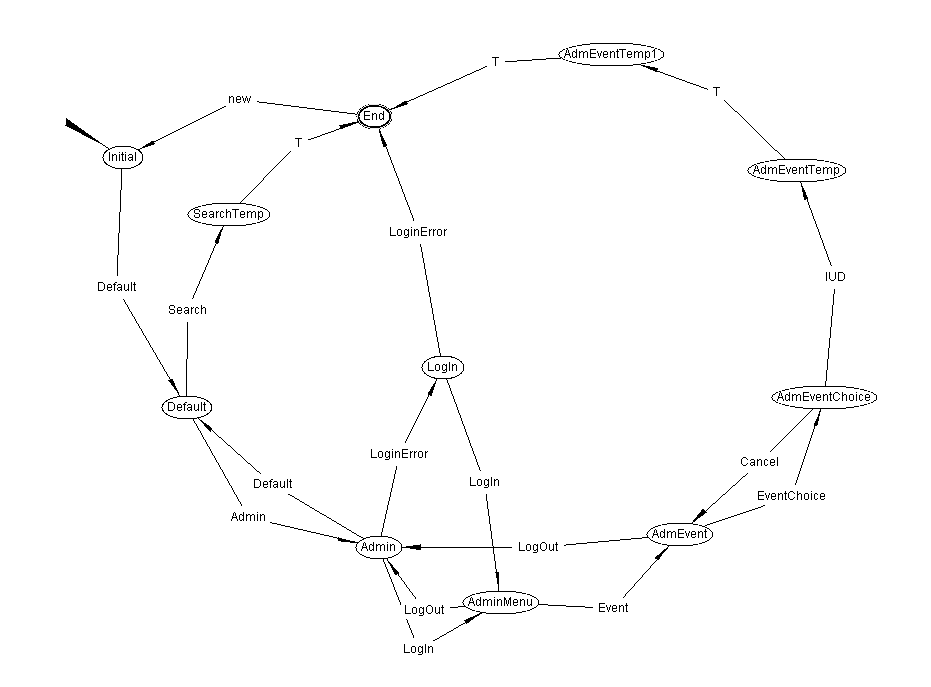 AdmEventTemp1
T
T
new
End
T
Initial
AdmEventTemp
SearchTemp
LoginError
IUD
Default
Search
LogIn
AdmEventChoice
Default
LoginError
Cancel
LogIn
Default
EventChoice
Admin
AdmEvent
Admin
LogOut
AdminMenu
LogOut
Event
LogIn